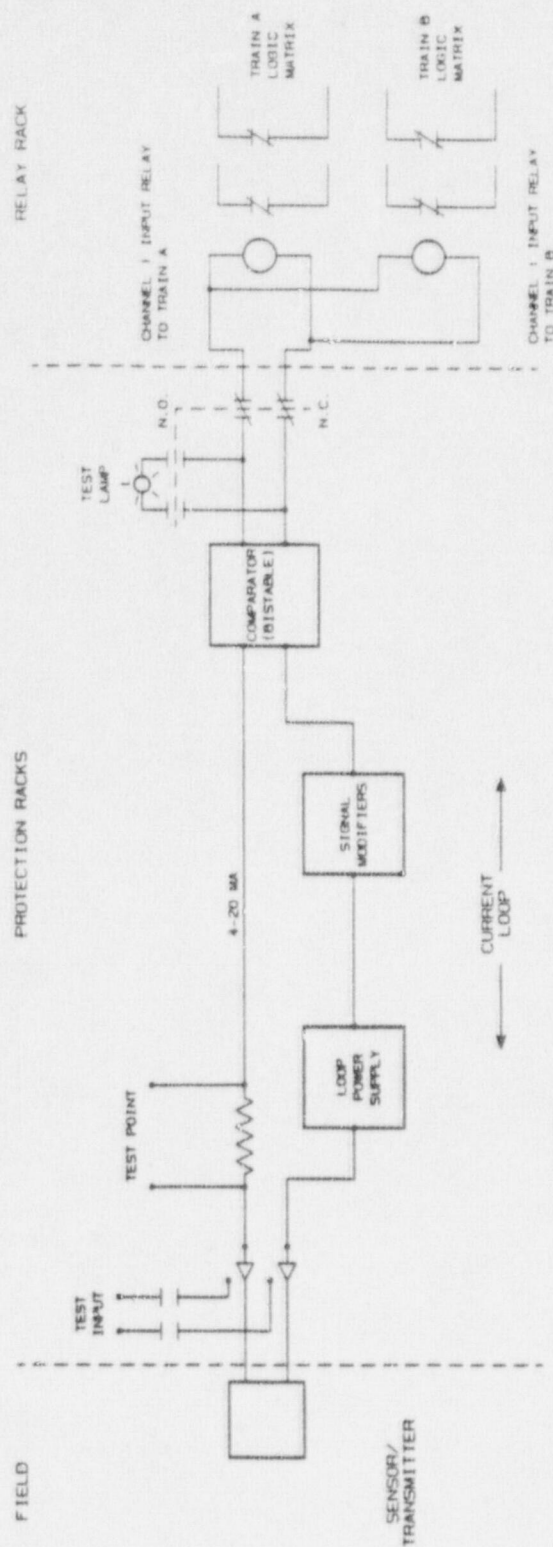 FIELD
PROTECTION RACKS
RELAY RACK
SENSOR/
TRANSMITTER
TEST
INPUT
TEST POINT
4-20 MA
LOOP
POWER
SUPPLY
SIGNAL
MODIFIERS
CURRENT
LOOP
COMPARATOR
(BISTABLE)
TEST
LAMP
N.O.
N.C.
CHANNEL 1 INPUT RELAY
TO TRAIN A
TRAIN A
LOGIC
MATRIX
CHANNEL 1 INPUT RELAY
TO TRAIN B
TRAIN B
LOGIC
MATRIX